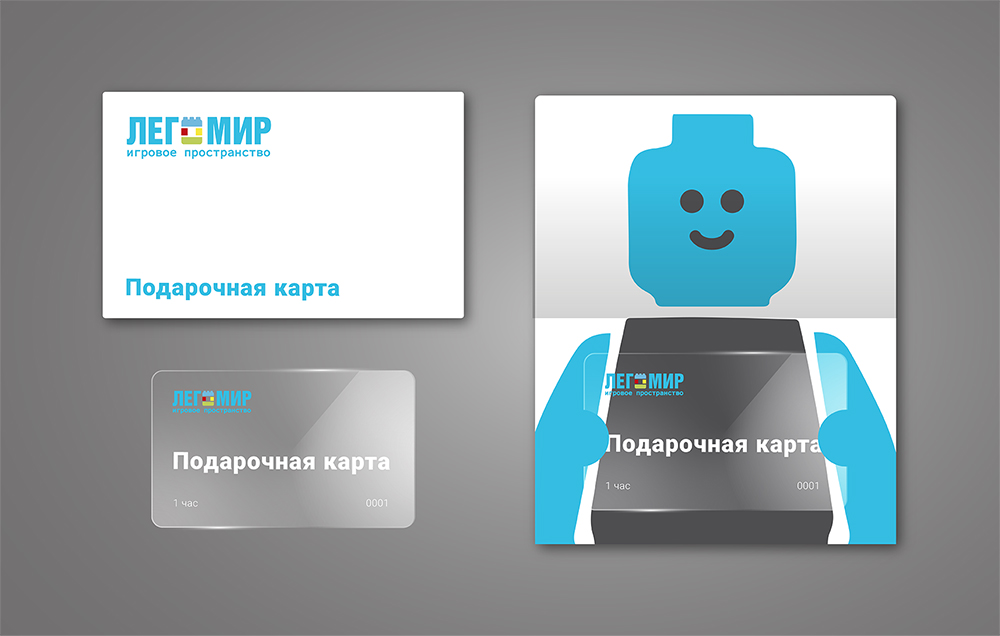 ЛЕГОМИР
игровое пространство
Подарочная карта
ЛЕГОМИР
игровое пространство
Подарочная карта
1 час 0001
ЛЕГОМИР
игровое пространство
Подарочная карта
1 час 0001